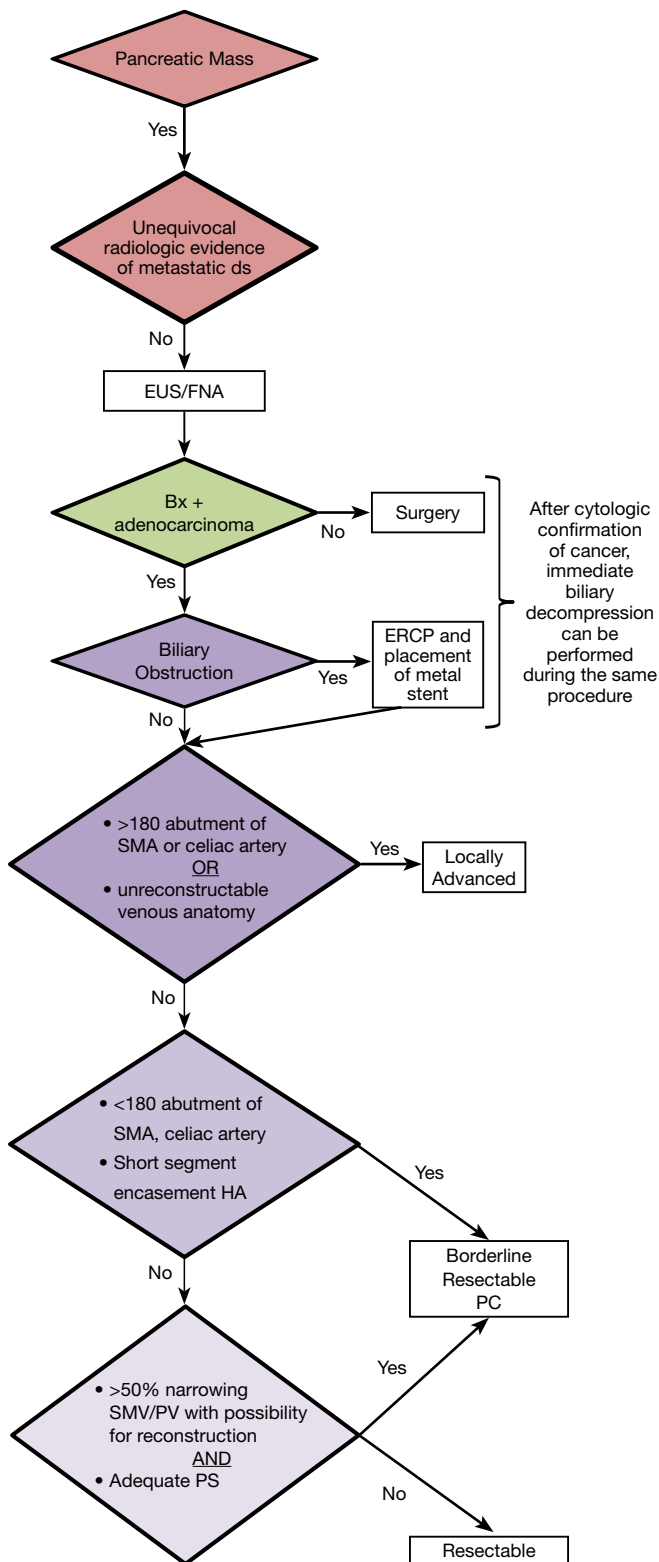 Pancreatic Mass
Yes
Unequivocal
radiologic evidence
of metastatic ds
No
EUS/FNA
Bx +
adenocarcinoma
No
Surgery
Yes
After cytologic
confirmation
of cancer,
immediate
biliary
decompression
can be
performed
during the same
procedure
Biliary
Obstruction
Yes
ERCP and
placement
of metal
stent
No
• >180 abutment of
SMA or celiac artery
OR
• unreconstructable
venous anatomy
Yes
Locally
Advanced
No
• <180 abutment of
SMA, celiac artery
• Short segment
encasement HA
Yes
Borderline
Resectable
PC
No
• >50% narrowing
SMV/PV with possibility
for reconstruction
AND
• Adequate PS
Yes
No
Resectable